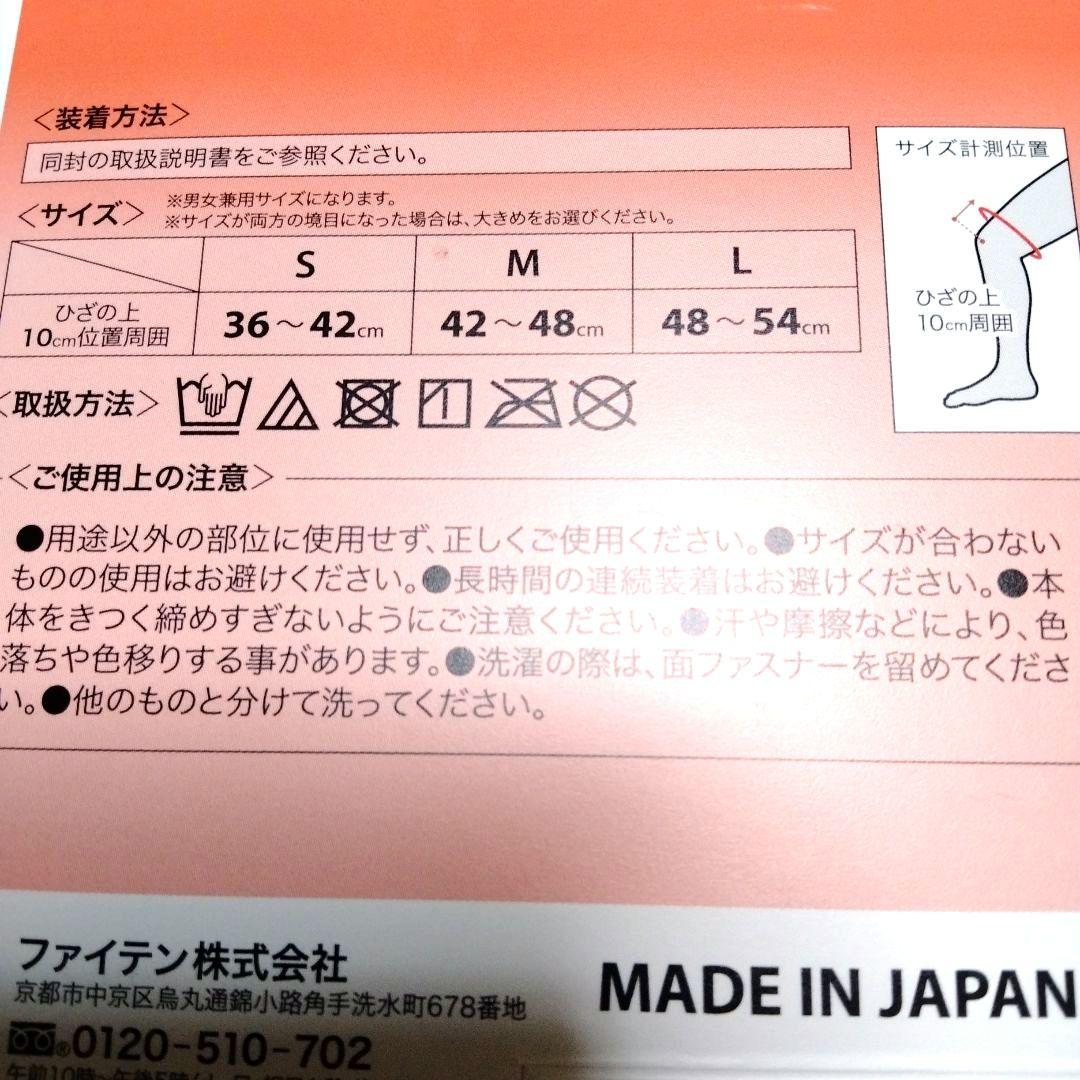 <装着方法>
同封の取扱説明書をご参照ください。
サイズ計測位置
<サイズ>
※男女兼用サイズになります。
※サイズが両方の境目になった場合は、大きめをお選びください。
S M L
ひざの上
10cm位置周囲
36～42cm 42～48cm 48～54cm
ひざの上
10cm周囲
<取扱方法>
<ご使用上の注意>
●用途以外の部位に使用せず、正しくご使用ください。●サイズが合わない
ものの使用はお避けください。●長時間の連続装着はお避けください。●本
体をきつく締めすぎないようにご注意ください。●汗や摩擦などにより、色
落ちや色移りする事があります。●洗濯の際は、面ファスナーを留めてくださ
い。●他のものと分けて洗ってください。
ファイテン株式会社
京都市中京区烏丸通錦小路角手洗水町678番地
®0120-510-702
MADE IN JAPAN